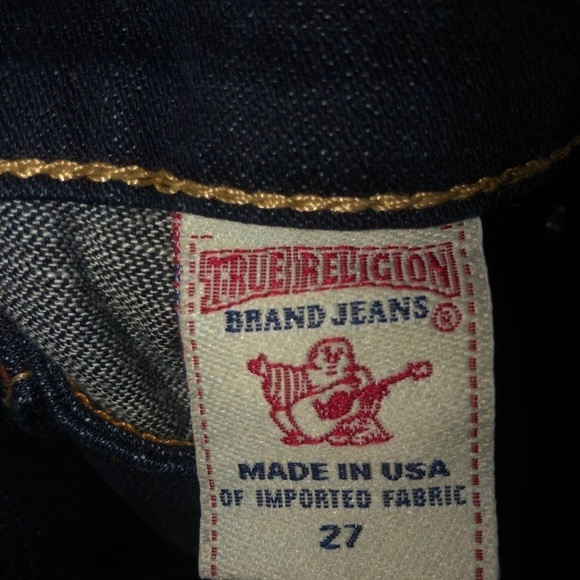 TRUE RELIGION
BRAND JEANS®
MADE IN USA
OF IMPORTED FABRIC
27